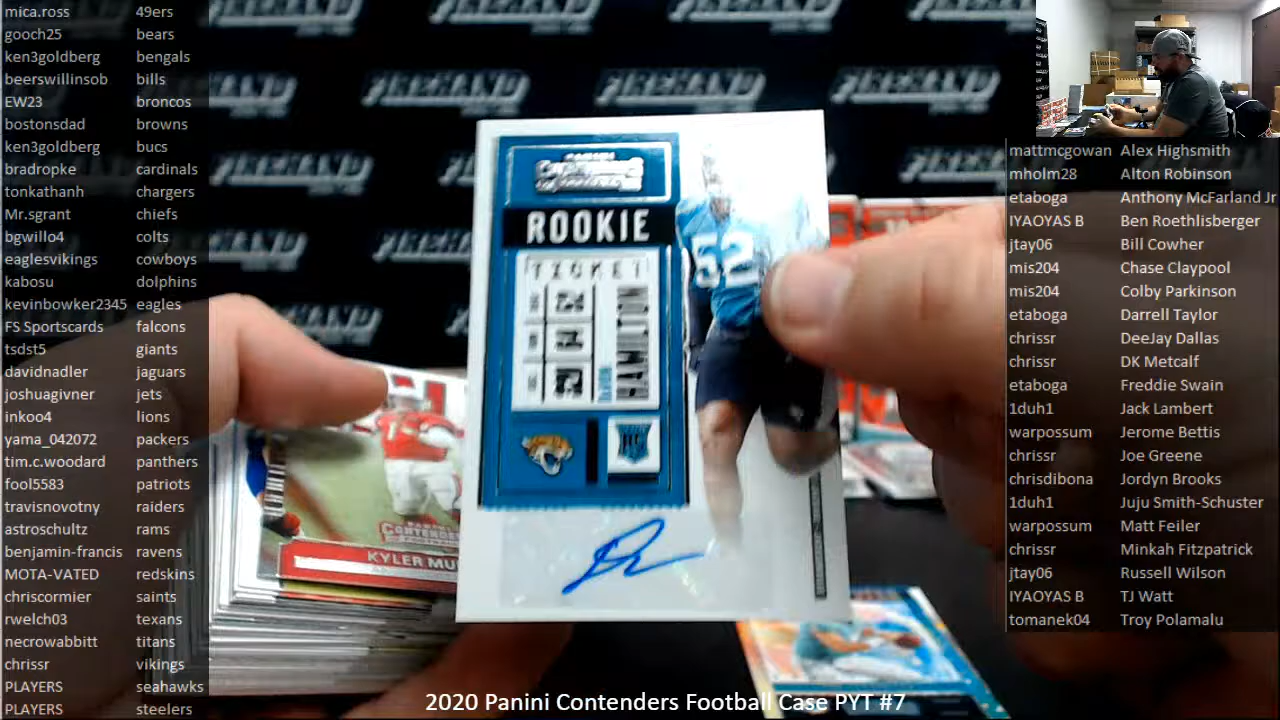 mica.ross 49ers
gooch25 bears
ken3goldberg bengals
beerswillinsob bills
EW23 broncos
bostonsdad browns
ken3goldberg bucs
bradropke cardinals
tonkathanh chargers
Mr.sgrant chiefs
bgwillo4 colts
eaglesvikings cowboys
kabosu dolphins
kevinbowker2345 eagles
FS Sportscards falcons
tsdst5 giants
davidnadler jaguars
joshuagivner jets
inkoo4 lions
yama_042072 packers
tim.c.woodard panthers
fool5583 patriots
travisnovotny raiders
astroschultz rams
benjamin-francis ravens
MOTA-VATED redskins
chriscormier saints
rwelch03 texans
necrowabbitt titans
chrissr vikings
PLAYERS seahawks
PLAYERS steelers
FIREHAND
CONTENDERS
ROOKIE
TICKET
HAMILTON
52
KYLER MU
mattmcgowan Alex Highsmith
mholm28 Alton Robinson
etaboga Anthony McFarland Jr
IYAOYAS B Ben Roethlisberger
jtay06 Bill Cowher
mis204 Chase Claypool
mis204 Colby Parkinson
etaboga Darrell Taylor
chrissr DeeJay Dallas
chrissr DK Metcalf
etaboga Freddie Swain
1duh1 Jack Lambert
warpossum Jerome Bettis
chrissr Joe Greene
chrisdibona Jordyn Brooks
1duh1 Juju Smith-Schuster
warpossum Matt Feiler
chrissr Minkah Fitzpatrick
jtay06 Russell Wilson
IYAOYAS B TJ Watt
tomanek04 Troy Polamalu
2020 Panini Contenders Football Case PYT #7